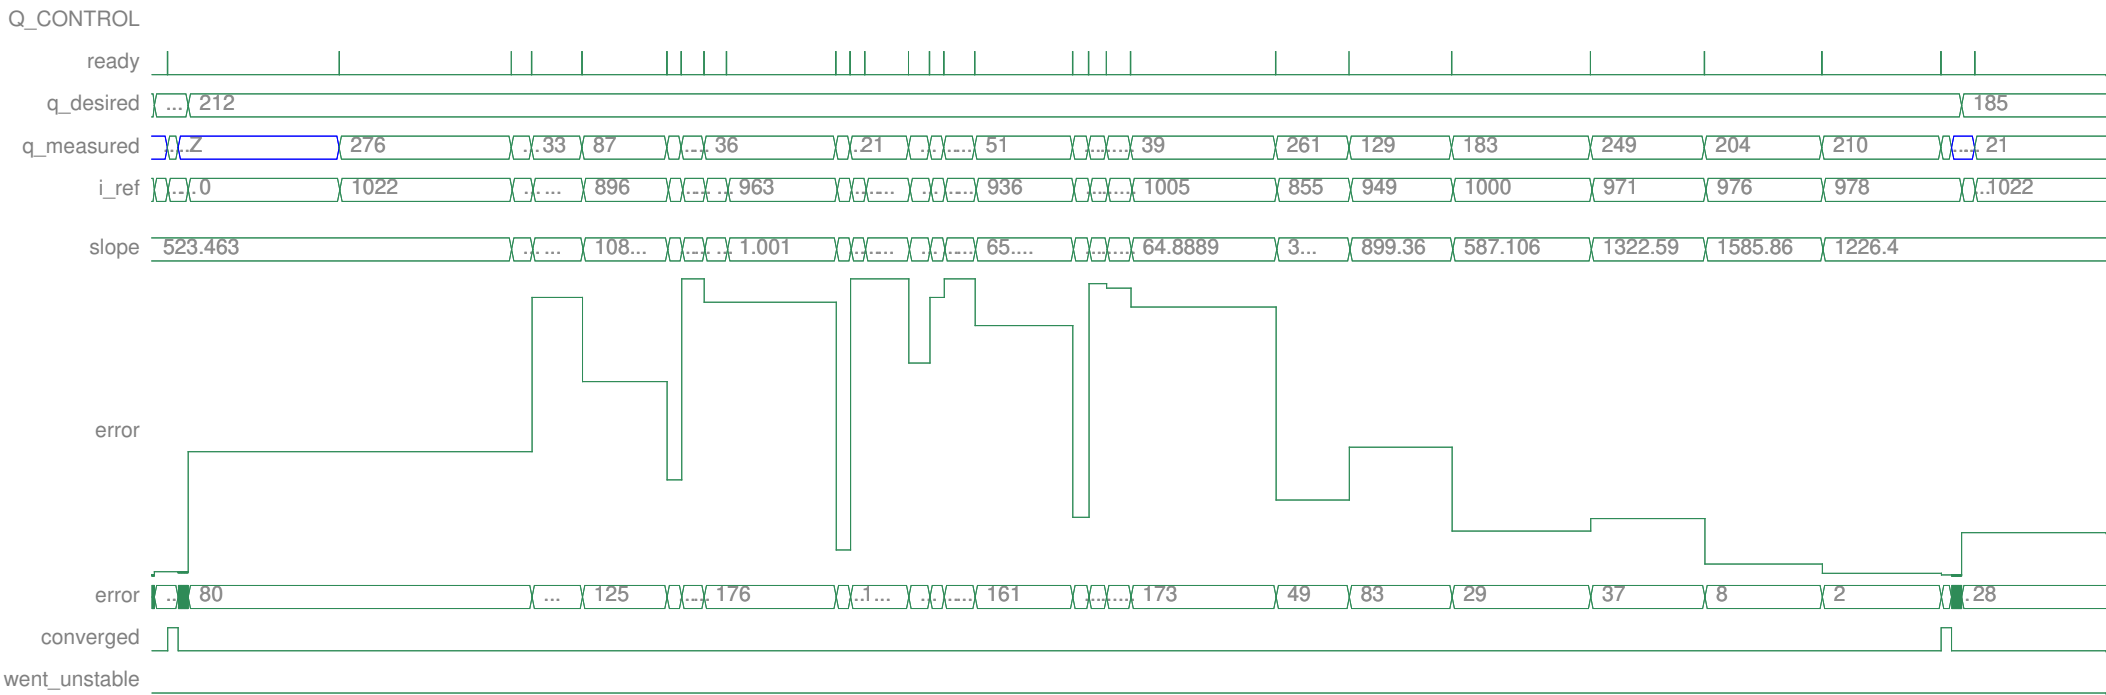 Q_CONTROL
ready
q_desired ... 212 185
q_measured ....Z 276 ...33 87 ..... 36 .21 ... ..... 51 ......... 39 261 129 183 249 204 210 ...... 21
i_ref ....0 1022 ...... 896 ..... ...963 ...... ... ..... 936 ......... 1005 855 949 1000 971 976 978 ...1022
slope 523.463 ...... 108... ..... ...1.001 ...... ... ..... 65.... ......... 64.8889 3... 899.36 587.106 1322.59 1585.86 1226.4
error
error ... 80 ... 125 ..... 176 ..1... ... ..... 161 ......... 173 49 83 29 37 8 2 .28
converged
went_unstable